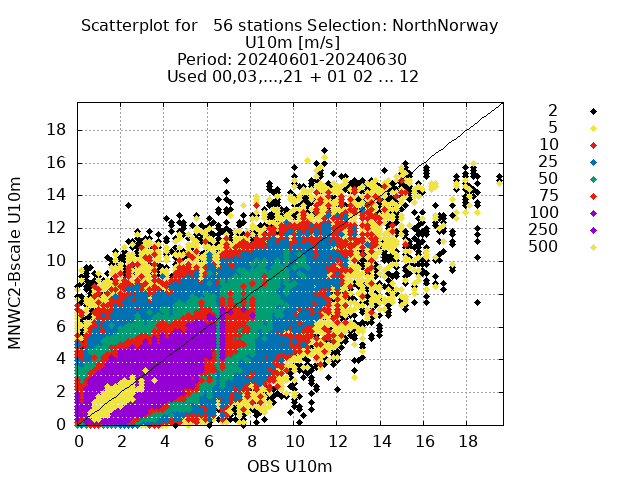 Scatterplot for   56 stations Selection: NorthNorway
U10m [m/s]
Period: 20240601-20240630
Used 00,03,...,21 + 01 02 ... 12
MNWC2-Bscale U10m
18
16
14
12
10
8
6
4
2
0
0 2 4 6 8 10 12 14 16 18
OBS U10m
2
5
10
25
50
75
100
250
500